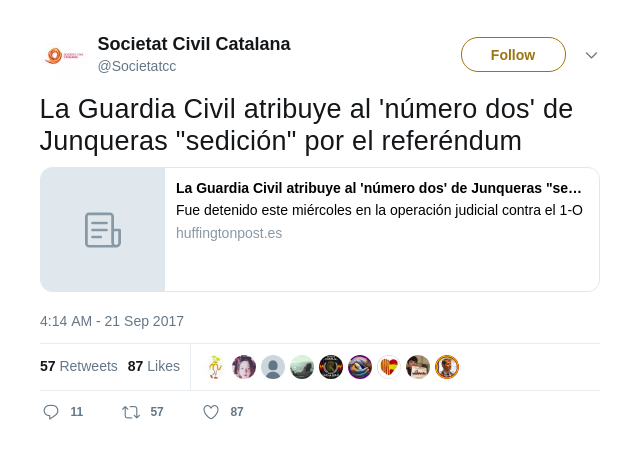 Societat Civil Catalana
@Societatcc
Follow
La Guardia Civil atribuye al 'número dos' de
Junqueras "sedición" por el referéndum
La Guardia Civil atribuye al 'número dos' de Junqueras "se...
Fue detenido este miércoles en la operación judicial contra el 1-O
huffingtonpost.es
4:14 AM - 21 Sep 2017
57 Retweets 87 Likes
11 57 87